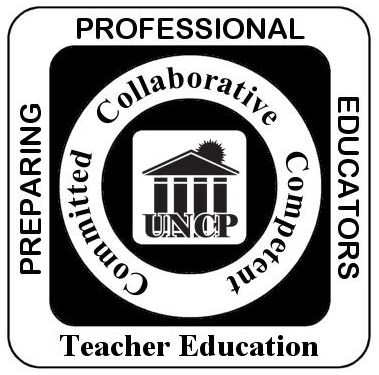 PREPARING
PROFESSIONAL
EDUCATORS
Committed Collaborative Competent
UNCP
Teacher Education